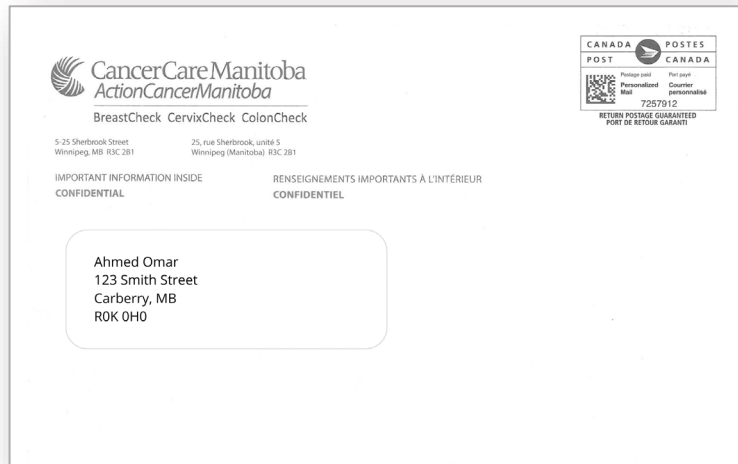 CancerCare Manitoba
ActionCancerManitoba
BreastCheck CervixCheck ColonCheck
5-25 Sherbrook Street
Winnipeg, MB R3C 2B1
25, rue Sherbrook, unité 5
Winnipeg (Manitoba) R3C 2B1
IMPORTANT INFORMATION INSIDE
CONFIDENTIAL
RENSEIGNEMENTS IMPORTANTS À L'INTÉRIEUR
CONFIDENTIEL
CANADA POSTES
POST CANADA
Postage paid Port payé
Personalized Courrier
Mail personnalisé
7257912
RETURN POSTAGE GUARANTEED
PORT DE RETOUR GARANTI
Ahmed Omar
123 Smith Street
Carberry, MB
R0K 0H0